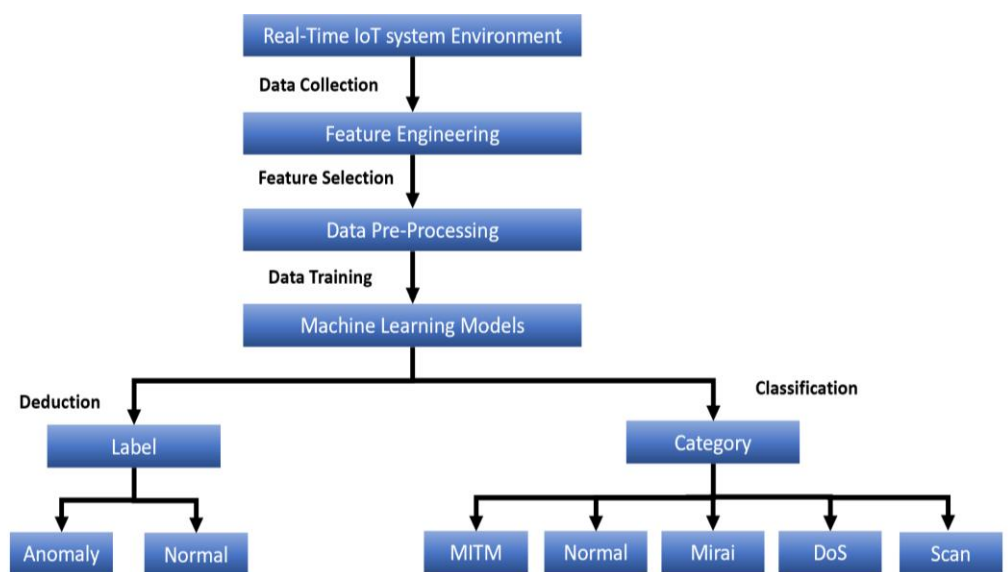 Real-Time IoT system Environment
Data Collection
Feature Engineering
Feature Selection
Data Pre-Processing
Data Training
Machine Learning Models
Deduction
Classification
Label
Category
Anomaly
Normal
MITM
Normal
Mirai
DoS
Scan